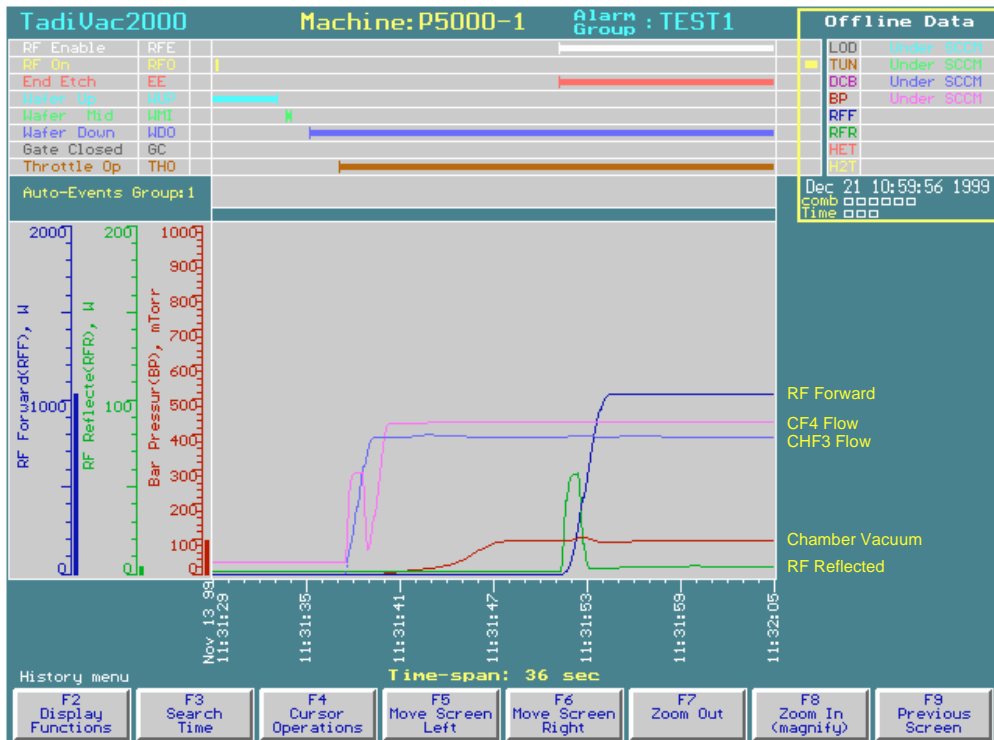 TadiVac2000 Machine:P5000-1 Alarm Group : TEST1 Offline Data
RF Enable RFE LOD Under SCCM
RF On RFO TUN Under SCCM
End Etch EE DCB Under SCCM
Wafer Up WUP BP Under SCCM
Wafer Mid WMI RFF
Wafer Down WDO RFR
Gate Closed GC HET
Throttle Op THO H2T
Auto-Events Group:1
Dec 21 10:59:56 1999
comb
Time
RF Forward(RFF), W
2000
1000
0
RF Reflecte(RFR), W
200
100
0
Bar Pressur(BP), mTorr
1000
900
800
700
600
500
400
300
200
100
0
RF Forward
CF4 Flow
CHF3 Flow
Chamber Vacuum
RF Reflected
Nov 13 99
11:31:29
11:31:35
11:31:41
11:31:47
11:31:53
11:31:59
11:32:05
History menu
Time-span: 36 sec
F2
Display
Functions
F3
Search
Time
F4
Cursor
Operations
F5
Move Screen
Left
F6
Move Screen
Right
F7
Zoom Out
F8
Zoom In
(magnify)
F9
Previous
Screen